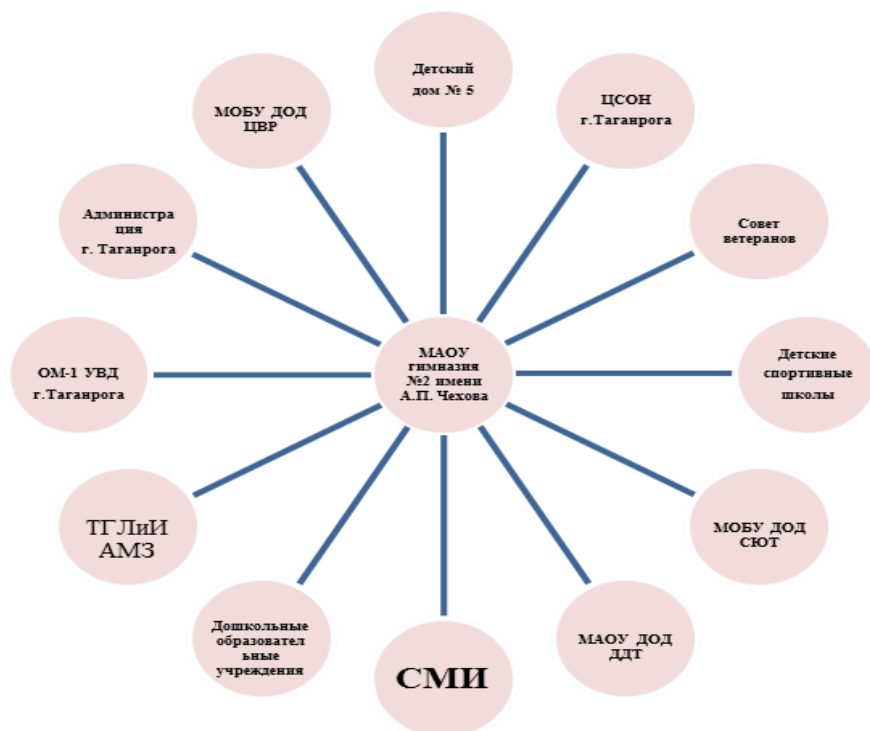 Детский
дом № 5
ЦСОН
г.Таганрога
Совет
ветеранов
Детские
спортивные
школы
МОБУ ДОД
СЮТ
МАОУ ДОД
ДДТ
СМИ
Дошкольные
образовател
ьные
учреждения
ТГЛиИ
АМЗ
ОМ-1 УВД
г.Таганрога
Администра
ция
г. Таганрога
МОБУ ДОД
ЦВР
МАОУ
гимназия
№2 имени
А.П. Чехова